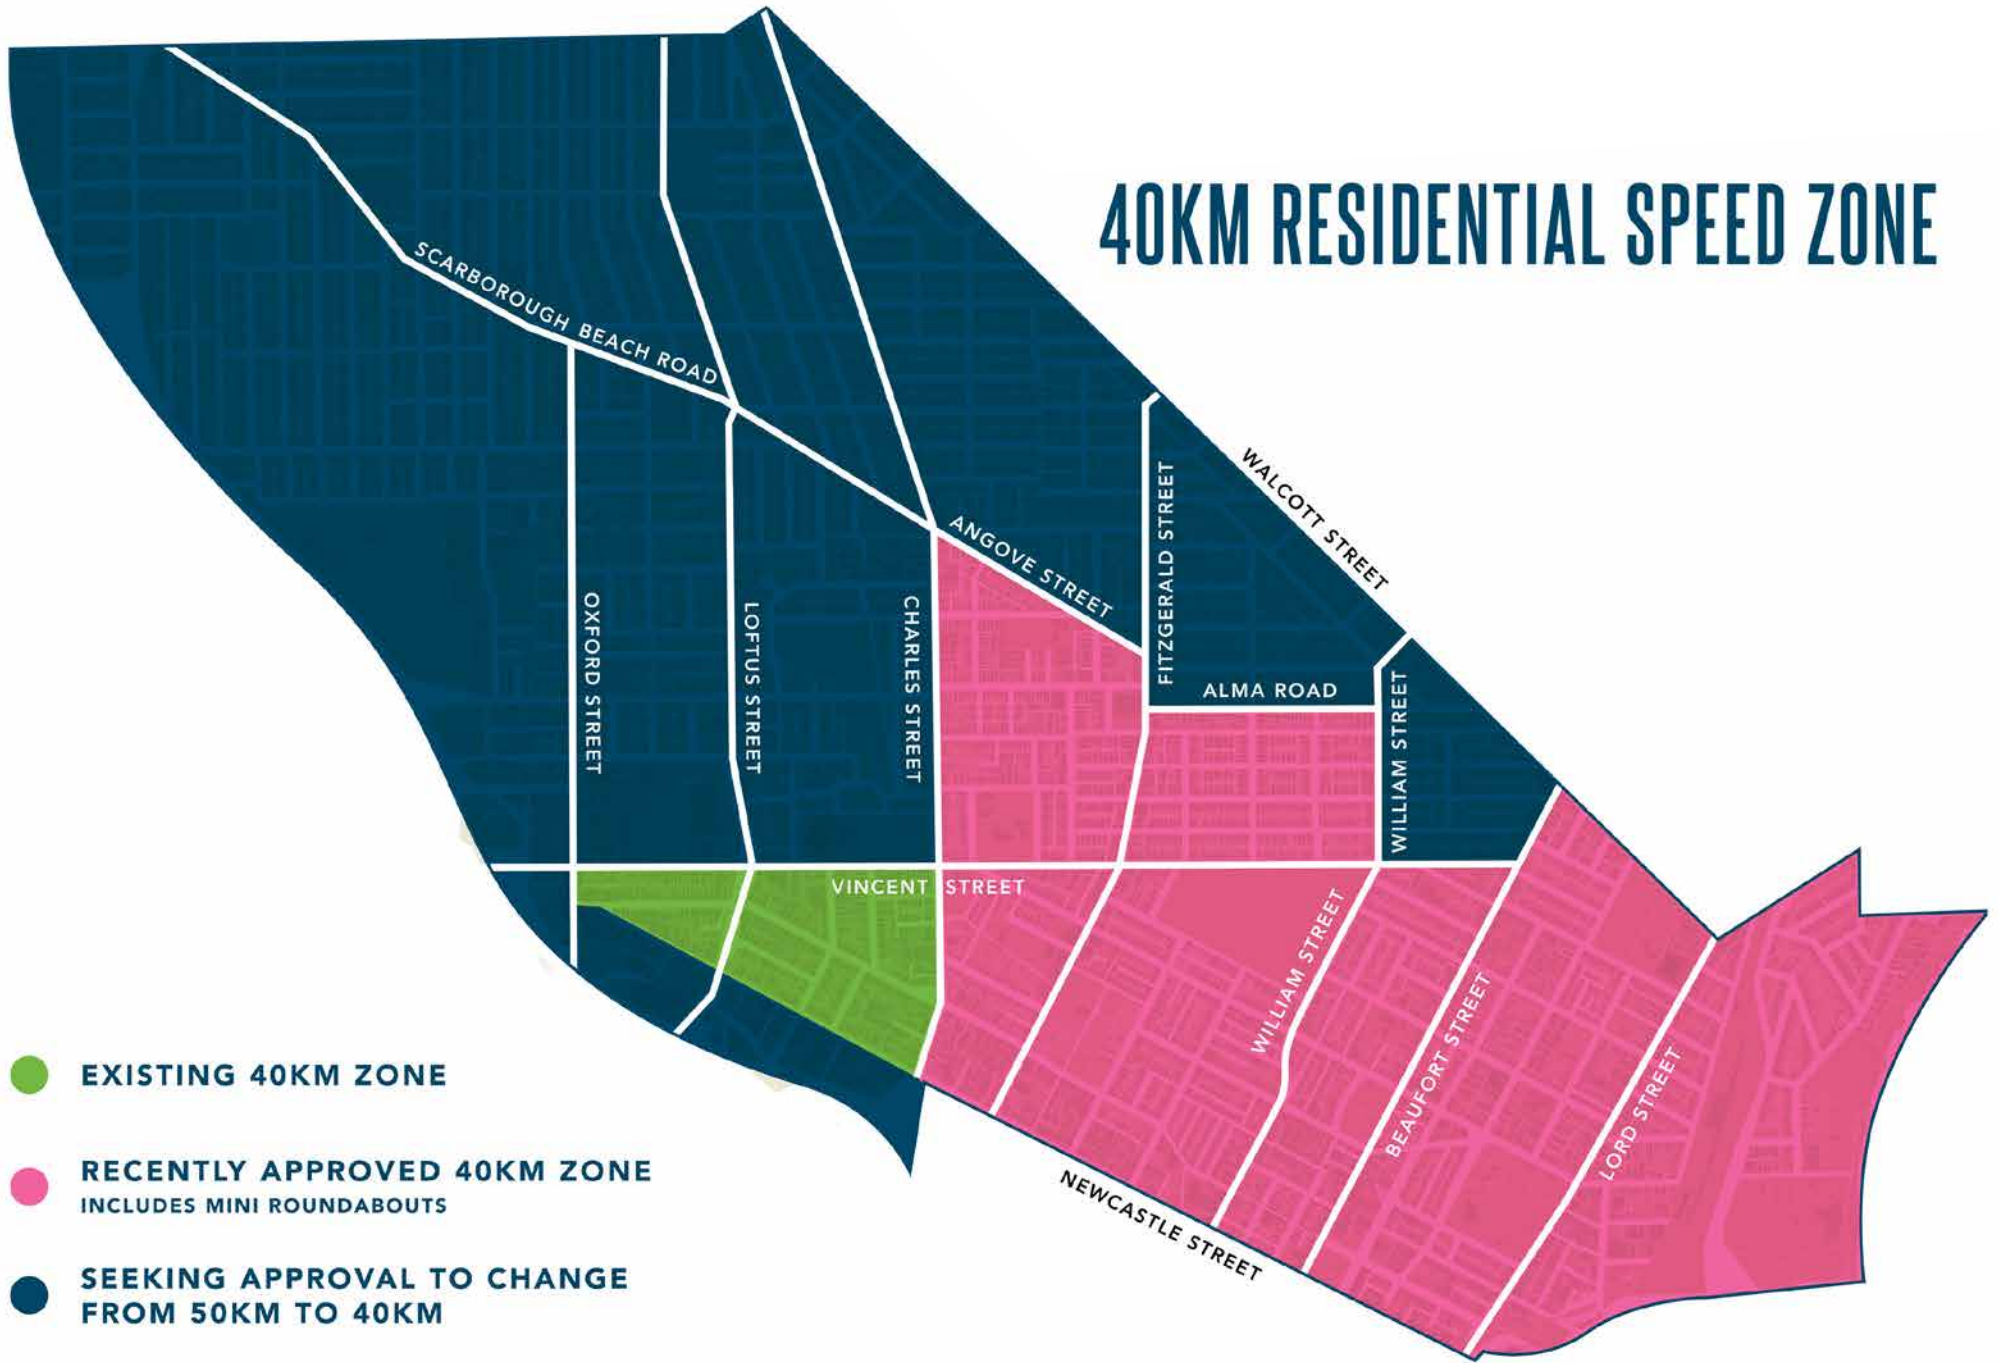 40KM RESIDENTIAL SPEED ZONE
SCARBOROUGH BEACH ROAD
WALCOTT STREET
ANGOVE STREET
FITZGERALD STREET
OXFORD STREET
LOFTUS STREET
CHARLES STREET
ALMA ROAD
WILLIAM STREET
VINCENT STREET
WILLIAM STREET
BEAUFORT STREET
LORD STREET
NEWCASTLE STREET
EXISTING 40KM ZONE
RECENTLY APPROVED 40KM ZONE
INCLUDES MINI ROUNDABOUTS
SEEKING APPROVAL TO CHANGE
FROM 50KM TO 40KM